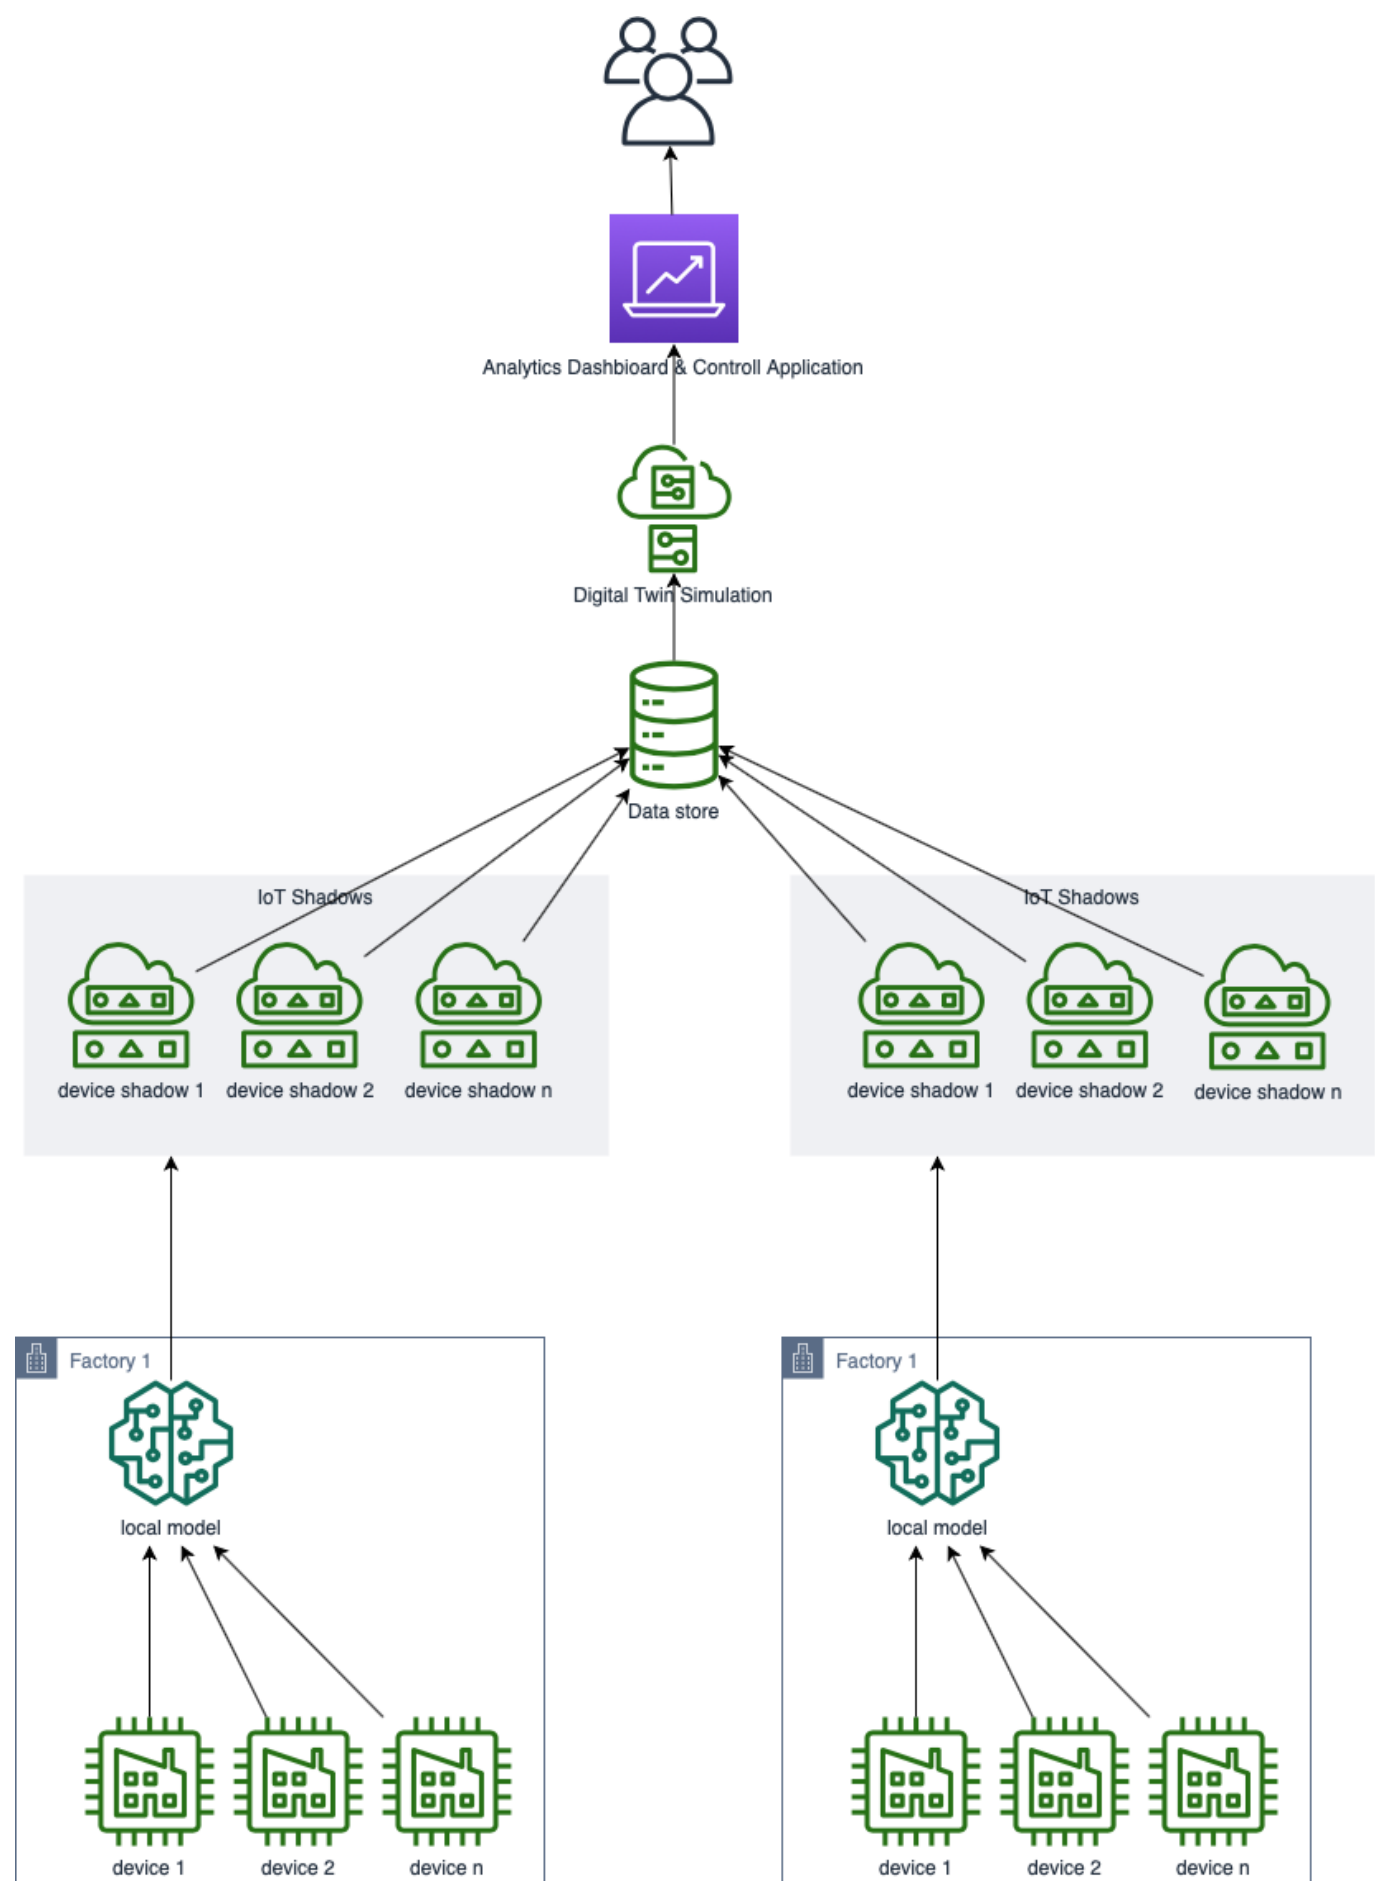 Analytics Dashbioard & Controll Application
Digital Twin Simulation
Data store
IoT Shadows
device shadow 1
device shadow 2
device shadow n
IoT Shadows
device shadow 1
device shadow 2
device shadow n
Factory 1
local model
device 1
device 2
device n
Factory 1
local model
device 1
device 2
device n